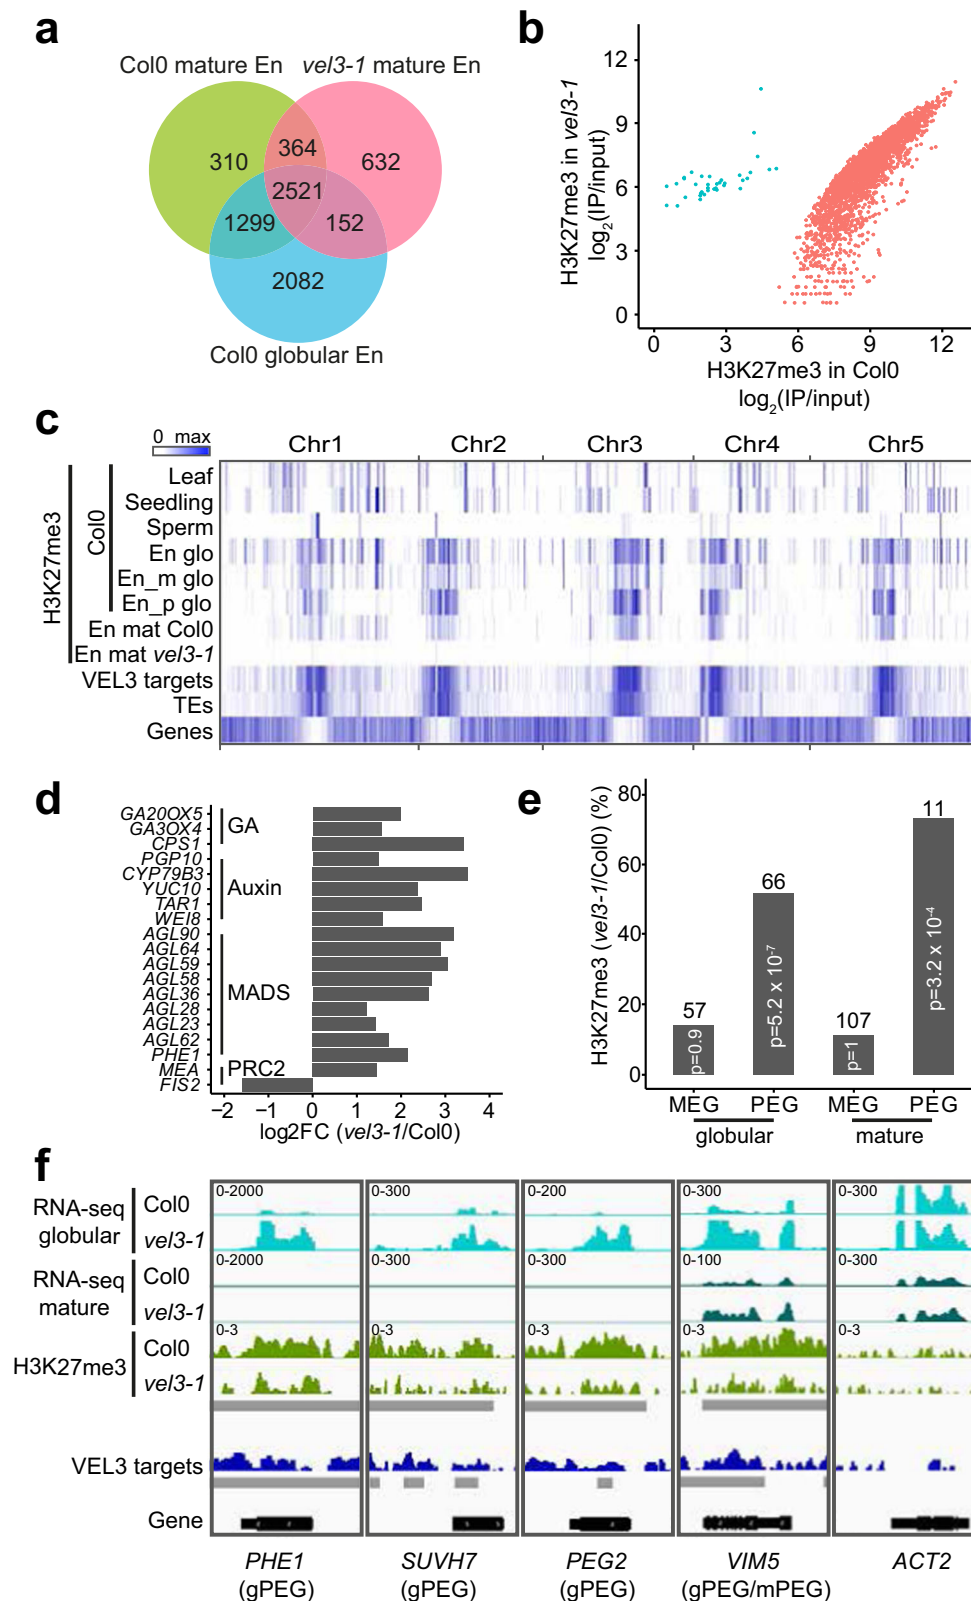 a
Col0 mature En
vel3-1 mature En
310
364
632
2521
1299
152
2082
Col0 globular En
b
H3K27me3 in vel3-1
log2(IP/input)
12
9
6
3
0
0 3 6 9 12
H3K27me3 in Col0
log2(IP/input)
c
0 max
Chr1 Chr2 Chr3 Chr4 Chr5
H3K27me3
Col0
Leaf
Seedling
Sperm
En glo
En_m glo
En_p glo
En mat Col0
En mat vel3-1
VEL3 targets
TEs
Genes
d
GA20OX5
GA3OX4
CPS1
PGP10
CYP79B3
YUC10
TAR1
WEI8
AGL90
AGL64
AGL59
AGL58
AGL36
AGL28
AGL23
AGL62
PHE1
MEA
FIS2
GA
Auxin
MADS
PRC2
−2 −1 0 1 2 3 4
log2FC (vel3-1/Col0)
e
H3K27me3 (vel3-1/Col0) (%)
80
60
40
20
0
57
66
107
11
p=0.9
p=5.2 x 10-7
p=1
p=3.2 x 10-4
MEG PEG MEG PEG
globular mature
f
RNA-seq
globular
Col0
vel3-1
0-2000 0-300 0-200 0-300 0-300
RNA-seq
mature
Col0
vel3-1
0-2000 0-300 0-300 0-100 0-300
H3K27me3
Col0
vel3-1
0-3 0-3 0-3 0-3 0-3
VEL3 targets
Gene
PHE1 SUVH7 PEG2 VIM5 ACT2
(gPEG) (gPEG) (gPEG) (gPEG/mPEG)